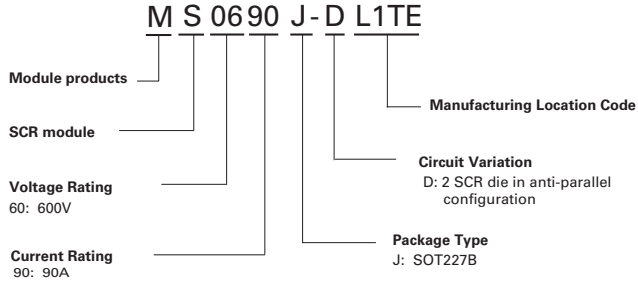 M S 06 90 J - D L1TE
Module products
Manufacturing Location Code
SCR module
Circuit Variation
D: 2 SCR die in anti-parallel
configuration
Voltage Rating
60: 600V
Package Type
J: SOT227B
Current Rating
90: 90A